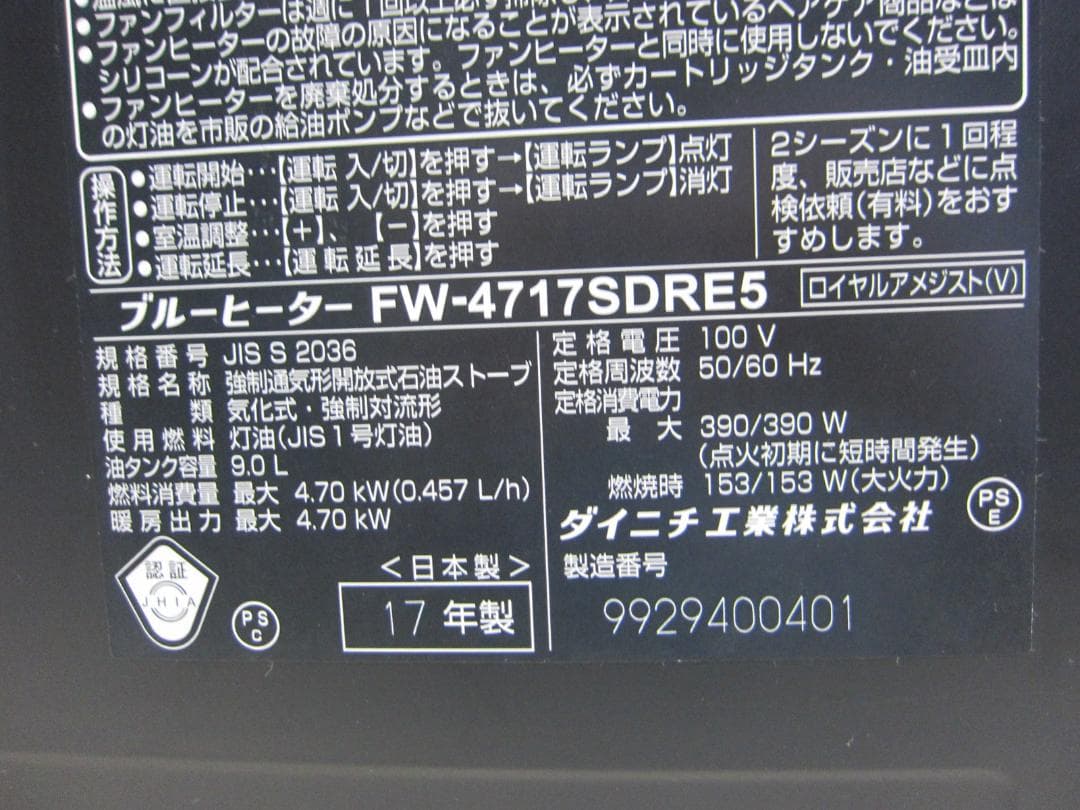 ファンフィルターは週に1回以上必ず掃除し
ファンヒーターの故障の原因になることが表示されているヘアケア商品などは
シリコーンが配合されています。ファンヒーターと同時に使用しないでください。
●ファンヒーターを廃棄処分するときは、必ずカートリッジタンク・油受皿内
の灯油を市販の給油ポンプなどで抜いてください。
操作方法
●運転開始…【運転 入/切】を押す→【運転ランプ】点灯
●運転停止…【運転 入/切】を押す→【運転ランプ】消灯
●室温調整…【+】、【−】を押す
●運転延長…【運転延長】を押す
2シーズンに1回程
度、販売店などに点
検依頼(有料)をおす
すめします。
ブルーヒーター FW-4717SDRE5 ロイヤルアメジスト(V)
規格番号 JIS S 2036
規格名称 強制通気形開放式石油ストーブ
種類 気化式・強制対流形
使用燃料 灯油(JIS1号灯油)
油タンク容量 9.0 L
燃料消費量 最大 4.70 kW(0.457 L/h)
暖房出力 最大 4.70 kW
認証
JHIA
PS
C
<日本製>
17 年製
定格電圧 100 V
定格周波数 50/60 Hz
定格消費電力
最大 390/390 W
(点火初期に短時間発生)
燃焼時 153/153 W(大火力)
ダイニチ工業株式会社
PS
E
製造番号
9929400401